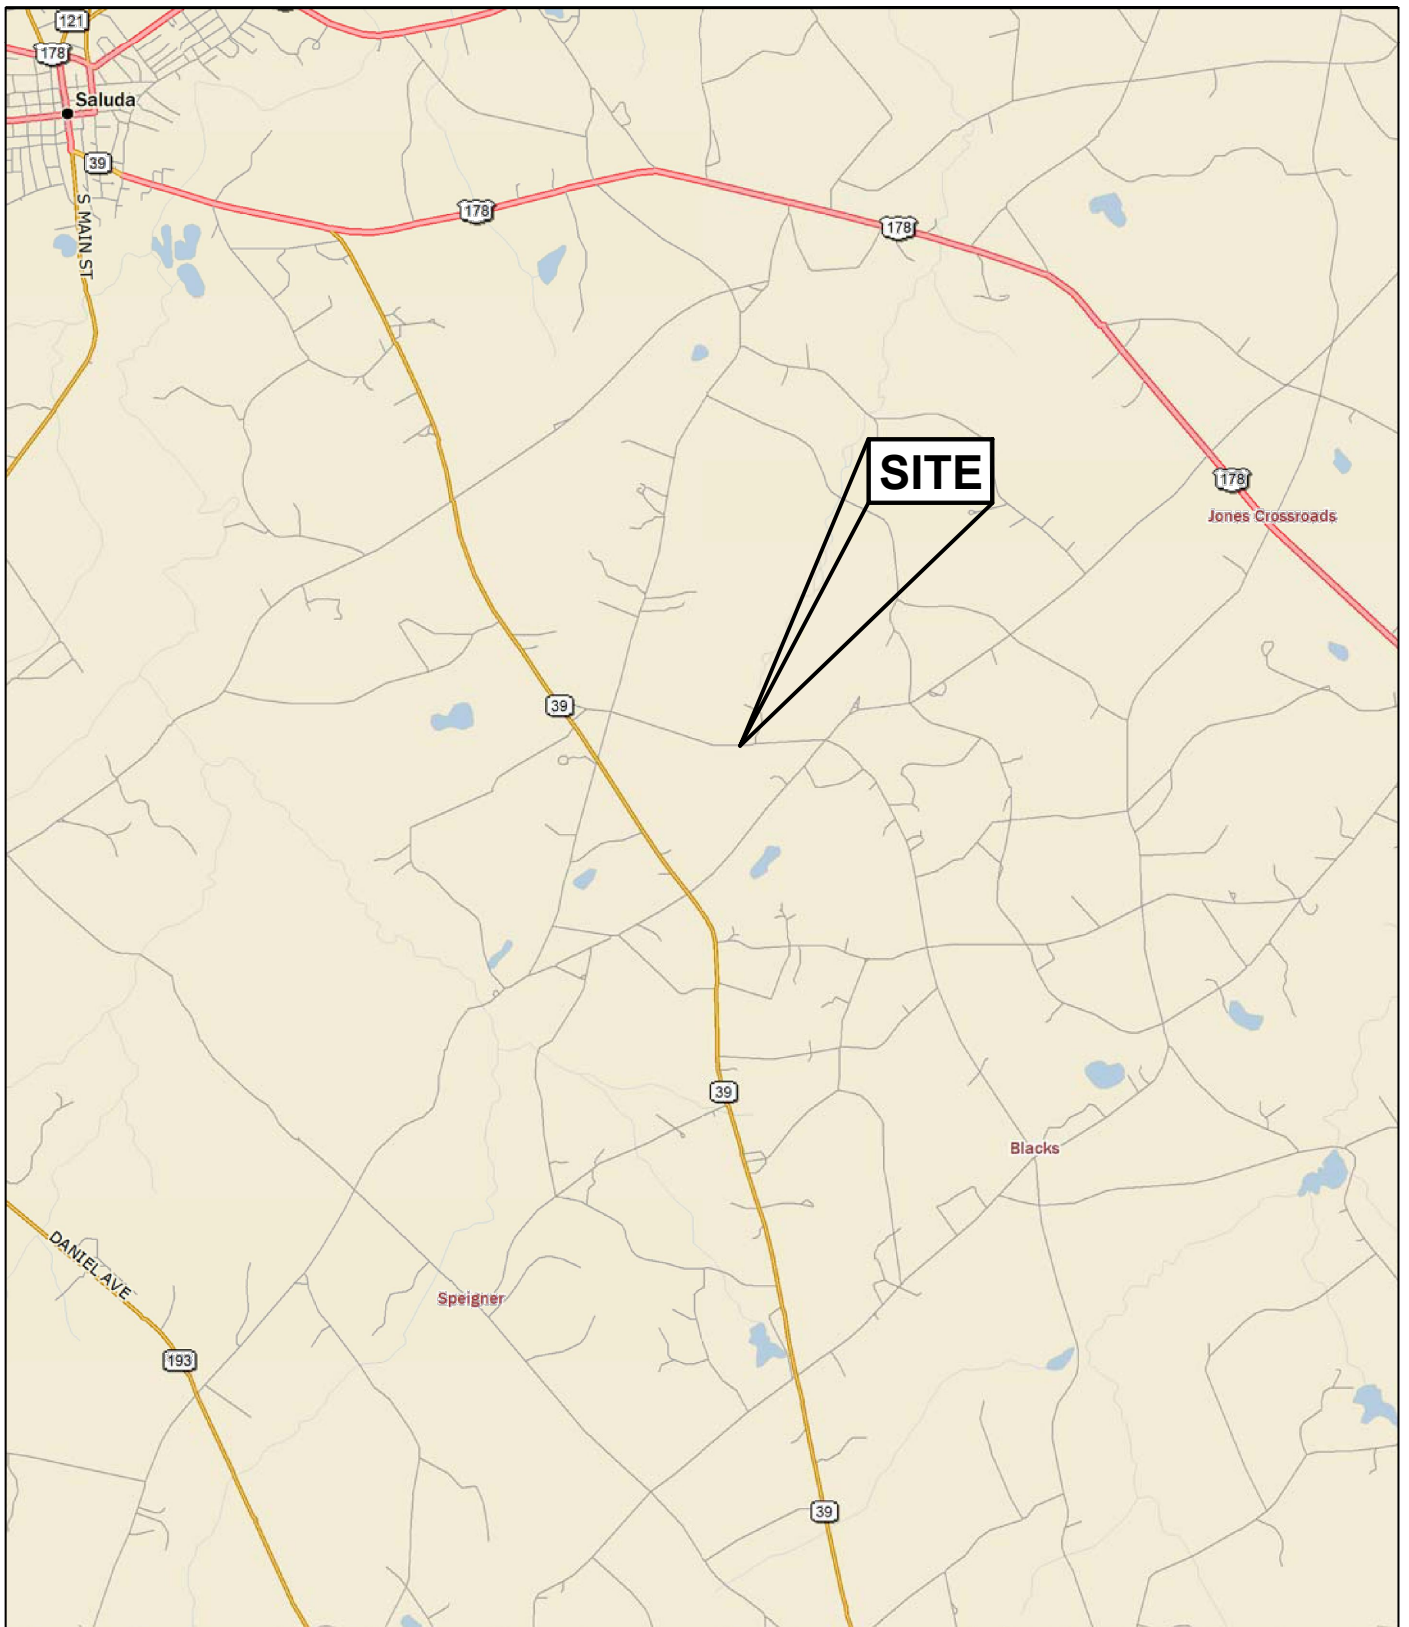 121
178
Saluda
39
S MAIN ST
178
178
SITE
178
Jones Crossroads
39
39
Blacks
DANIEL AVE
Speigner
193
39